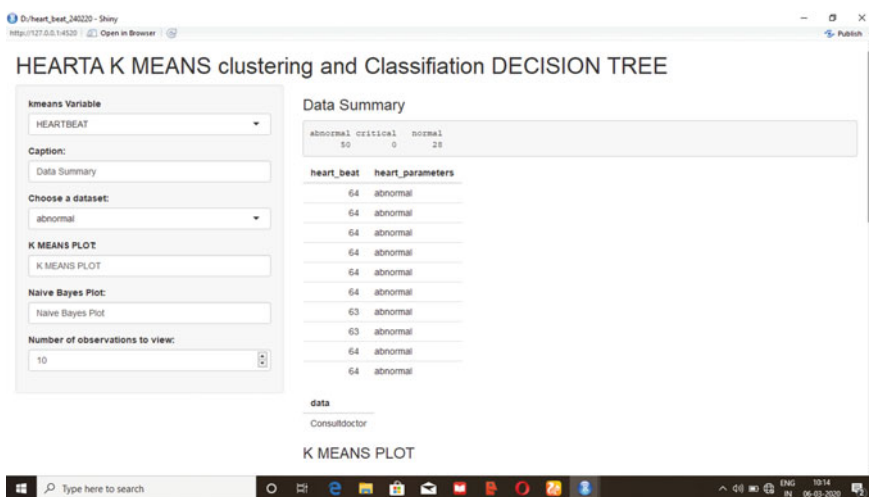 D:/heart_beat_240220 - Shiny
http://127.0.0.1:4520 Open in Browser
Publish
HEARTA K MEANS clustering and Classifiation DECISION TREE
kmeans Variable
HEARTBEAT
Caption:
Data Summary
Choose a dataset:
abnormal
K MEANS PLOT:
K MEANS PLOT
Naive Bayes Plot:
Naive Bayes Plot
Number of observations to view:
10
Data Summary
abnormal critical normal
50 0 28
heart_beat heart_parameters
64 abnormal
64 abnormal
64 abnormal
64 abnormal
64 abnormal
64 abnormal
63 abnormal
63 abnormal
64 abnormal
64 abnormal
data
Consultdoctor
K MEANS PLOT
Type here to search
ENG
IN
10:14
06-03-2020